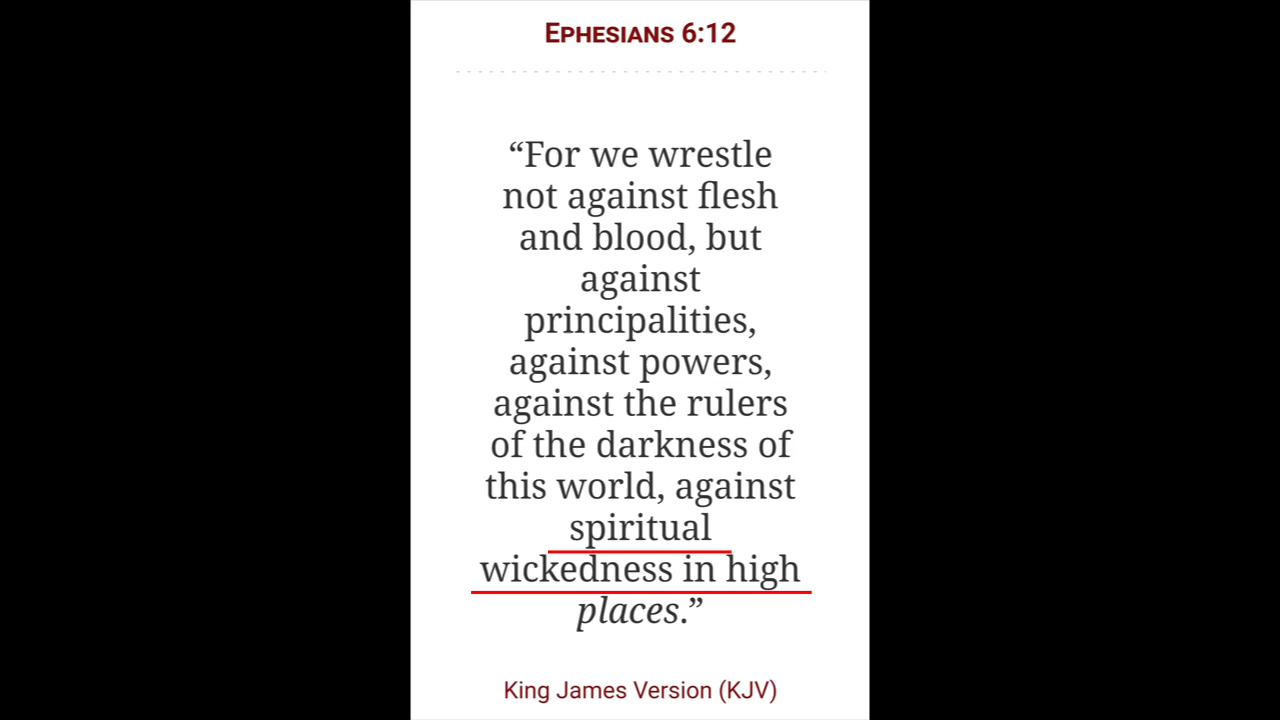 EPHESIANS 6:12
“For we wrestle
not against flesh
and blood, but
against
principalities,
against powers,
against the rulers
of the darkness of
this world, against
spiritual
wickedness in high
places.”
King James Version (KJV)